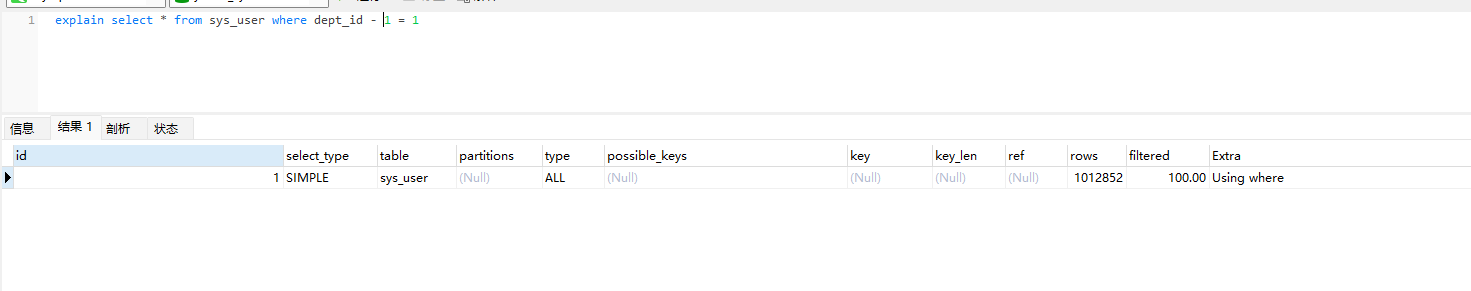 1 explain select * from sys_user where dept_id - 1 = 1
信息 结果 1 剖析 状态
id select_type table partitions type possible_keys key key_len ref rows filtered Extra
1 SIMPLE sys_user (Null) ALL (Null) (Null) (Null) (Null) 1012852 100.00 Using where